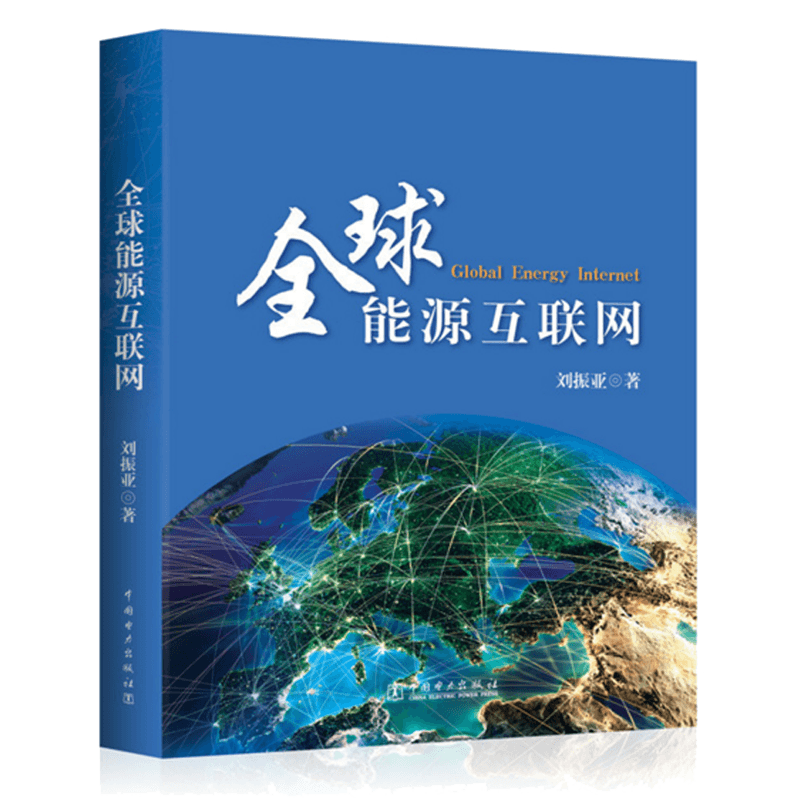 全球能源互联网
刘振亚◎著
中国电力出版社
全球
Global Energy Internet
能源互联网
刘振亚◎著
中国电力出版社
CHINA ELECTRIC POWER PRESS